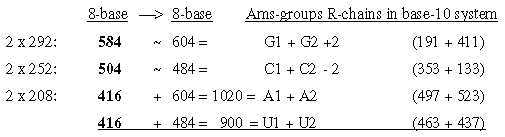 8-base —> 8-base Ams-groups R-chains in base-10 system
2 x 292: 584 ~ 604 = G1 + G2 +2 (191 + 411)
2 x 252: 504 ~ 484 = C1 + C2 - 2 (353 + 133)
2 x 208: 416 + 604 = 1020 = A1 + A2 (497 + 523)
416 + 484 = 900 = U1 + U2 (463 + 437)